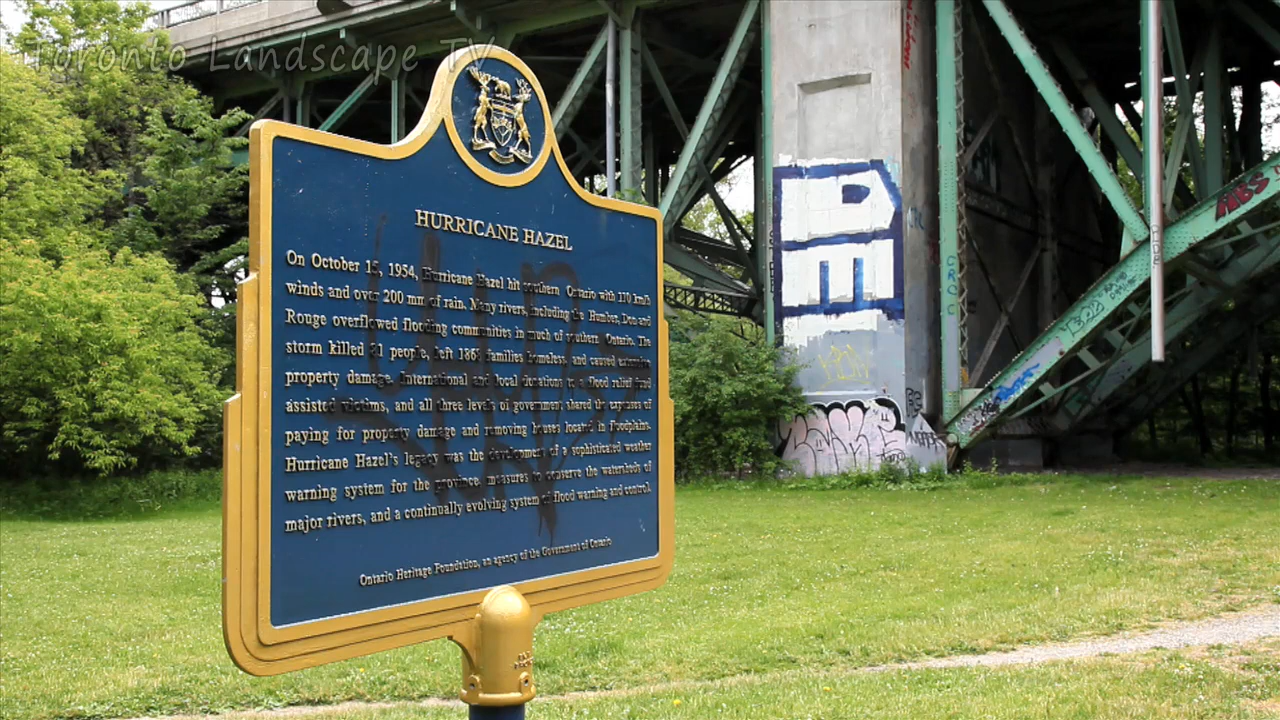 Toronto Landscape TV
HURRICANE HAZEL
On October 15, 1954, Hurricane Hazel hit southern Ontario with 110 km/h
winds and over 200 mm of rain. Many rivers, including the Humber, Don and
Rouge overflowed flooding communities in much of southern Ontario. The
storm killed 81 people, left 1868 families homeless, and caused extensive
property damage. International and local donations to a flood relief fund
assisted victims, and all three levels of government shared the expenses of
paying for property damage and removing houses located in floodplains.
Hurricane Hazel's legacy was the development of a sophisticated weather
warning system for the province, measures to conserve the watersheds of
major rivers, and a continually evolving system of flood warning and control.
Ontario Heritage Foundation, an agency of the Government of Ontario